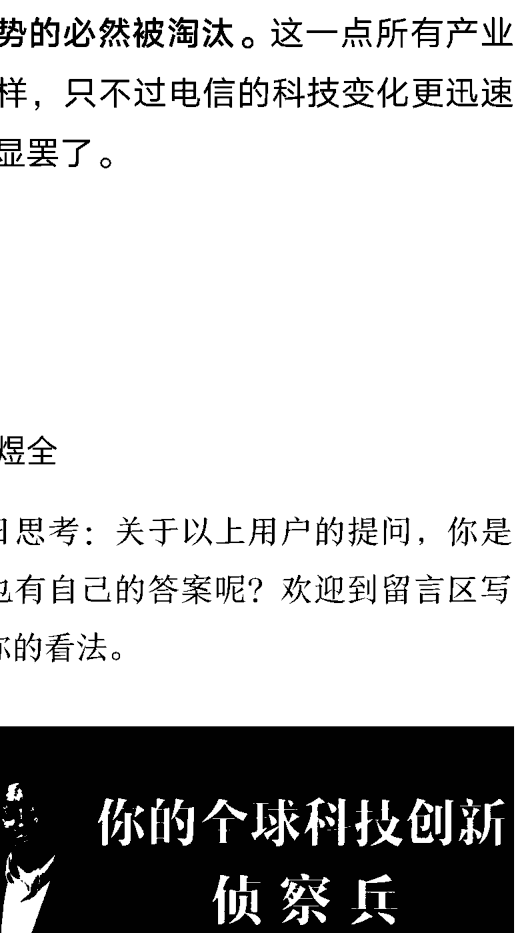 势的必然被淘汰。这一点所有产业
样，只不过电信的科技变化更迅速
显罢了。
煜全
日思考：关于以上用户的提问，你是
也有自己的答案呢？欢迎到留言区写
你的看法。
你的全球科技创新
侦察兵